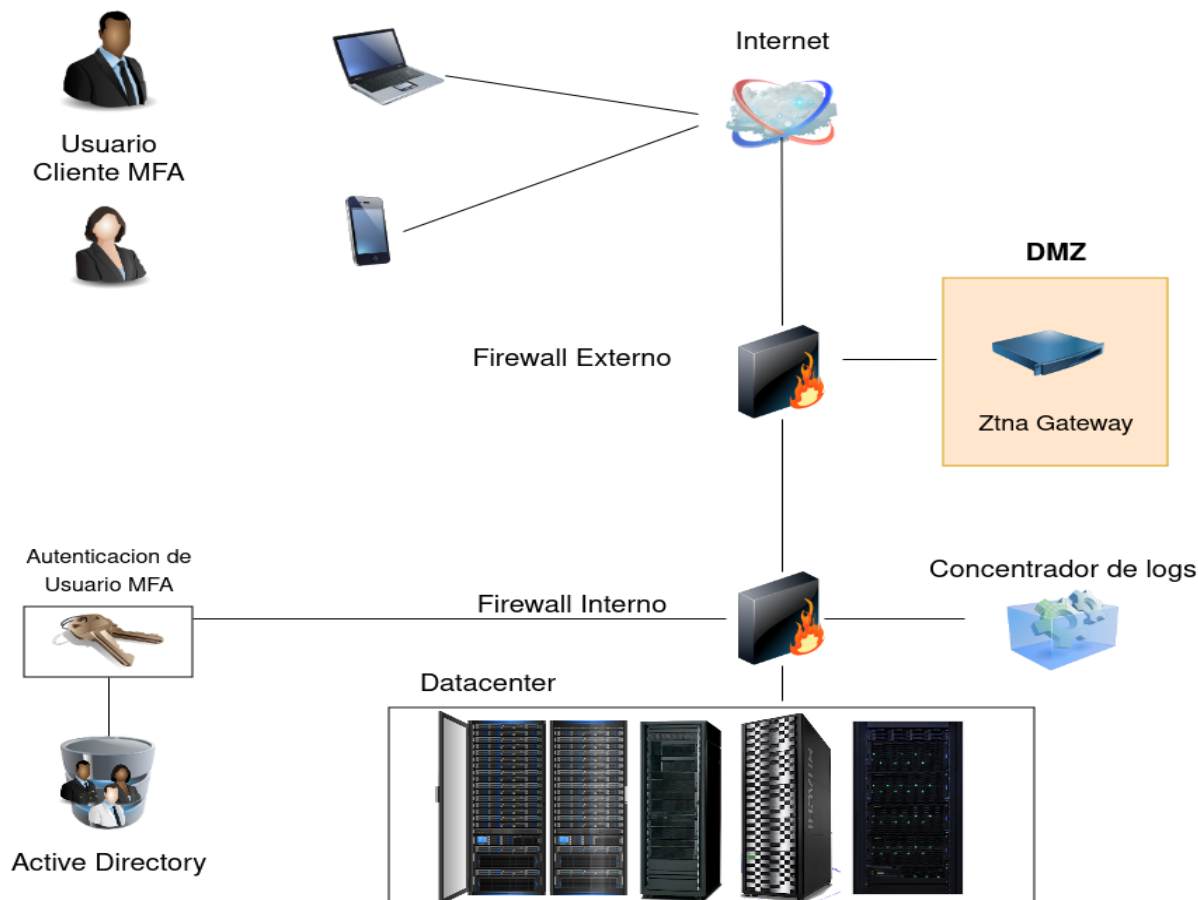 Internet
Usuario
Cliente MFA
DMZ
Firewall Externo
Ztna Gateway
Autenticacion de
Usuario MFA
Firewall Interno
Concentrador de logs
Datacenter
HITACHI
Active Directory